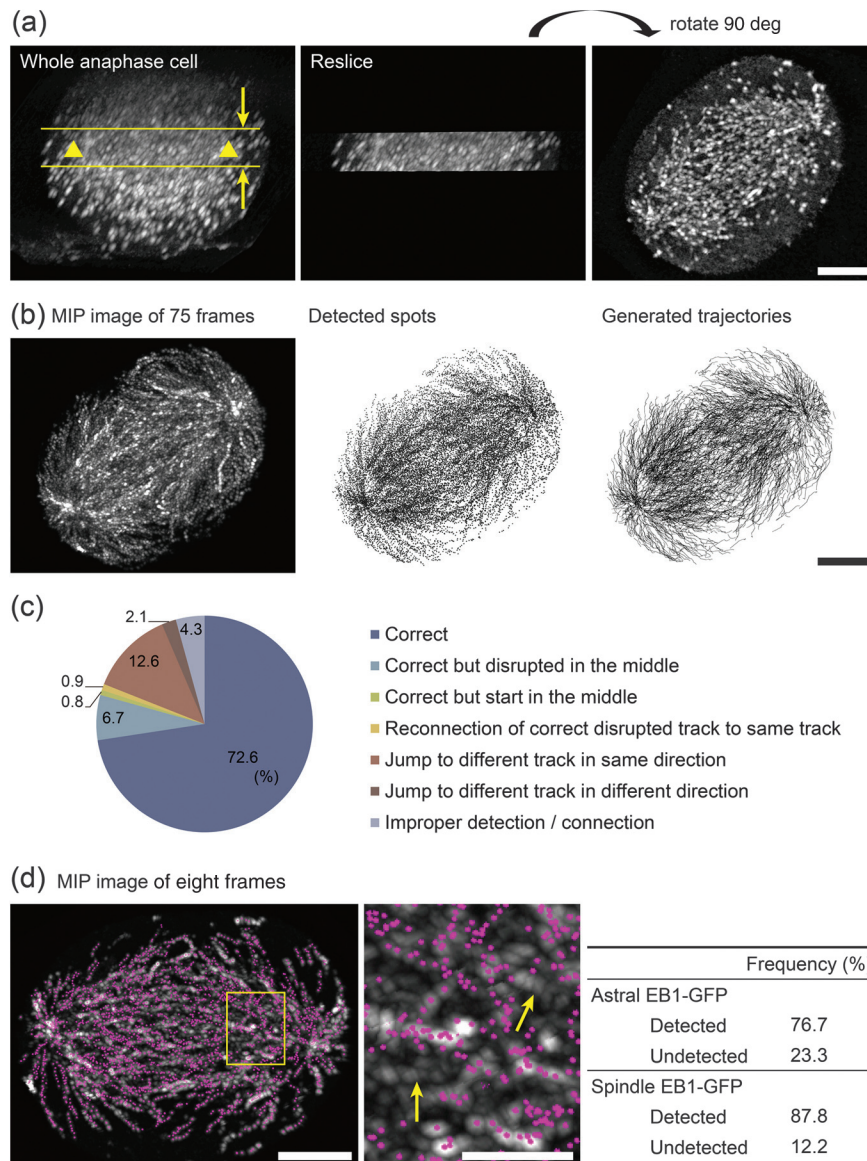 (a)
rotate 90 deg
Whole anaphase cell
Reslice
(b) MIP image of 75 frames
Detected spots
Generated trajectories
(c)
2.1
4.3
12.6
0.9
0.8
6.7
72.6
(%)
Correct
Correct but disrupted in the middle
Correct but start in the middle
Reconnection of correct disrupted track to same track
Jump to different track in same direction
Jump to different track in different direction
Improper detection / connection
(d) MIP image of eight frames
Frequency (%
Astral EB1-GFP
Detected 76.7
Undetected 23.3
Spindle EB1-GFP
Detected 87.8
Undetected 12.2